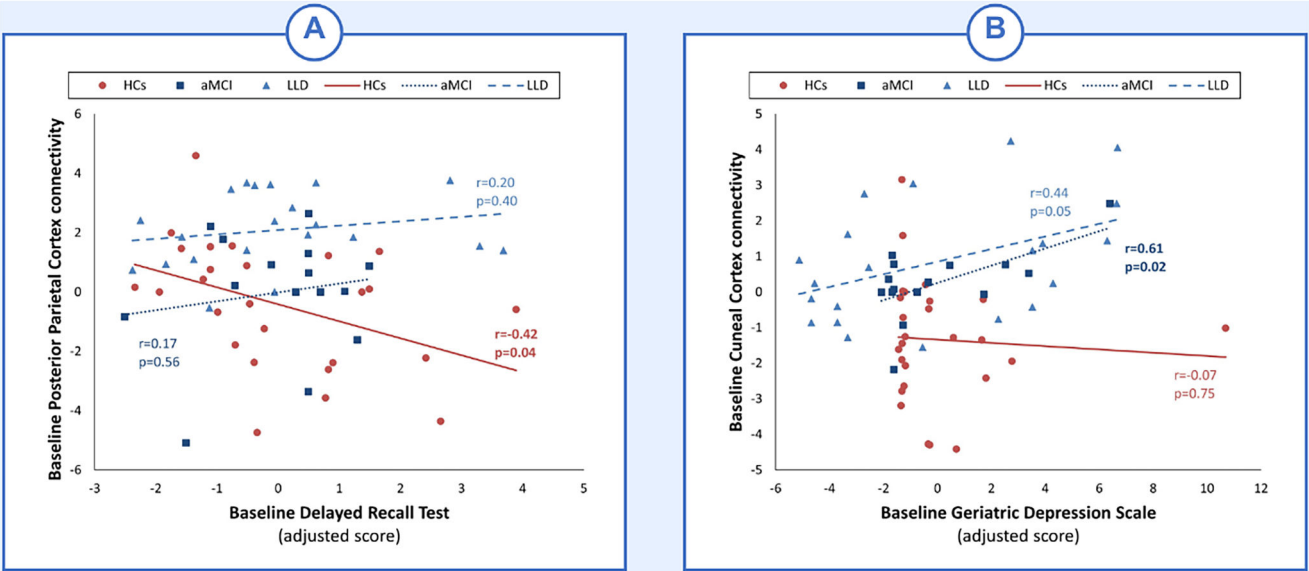 A
HCs aMCI LLD HCs aMCI LLD
Baseline Posterior Parietal Cortex connectivity
6
4
2
0
-2
-4
-6
r=0.20
p=0.40
r=-0.42
p=0.04
r=0.17
p=0.56
-3 -2 -1 0 1 2 3 4 5
Baseline Delayed Recall Test
(adjusted score)
B
HCs aMCI LLD HCs aMCI LLD
Baseline Cuneal Cortex connectivity
5
4
3
2
1
0
-1
-2
-3
-4
-5
r=0.44
p=0.05
r=0.61
p=0.02
r=-0.07
p=0.75
-6 -4 -2 0 2 4 6 8 10 12
Baseline Geriatric Depression Scale
(adjusted score)